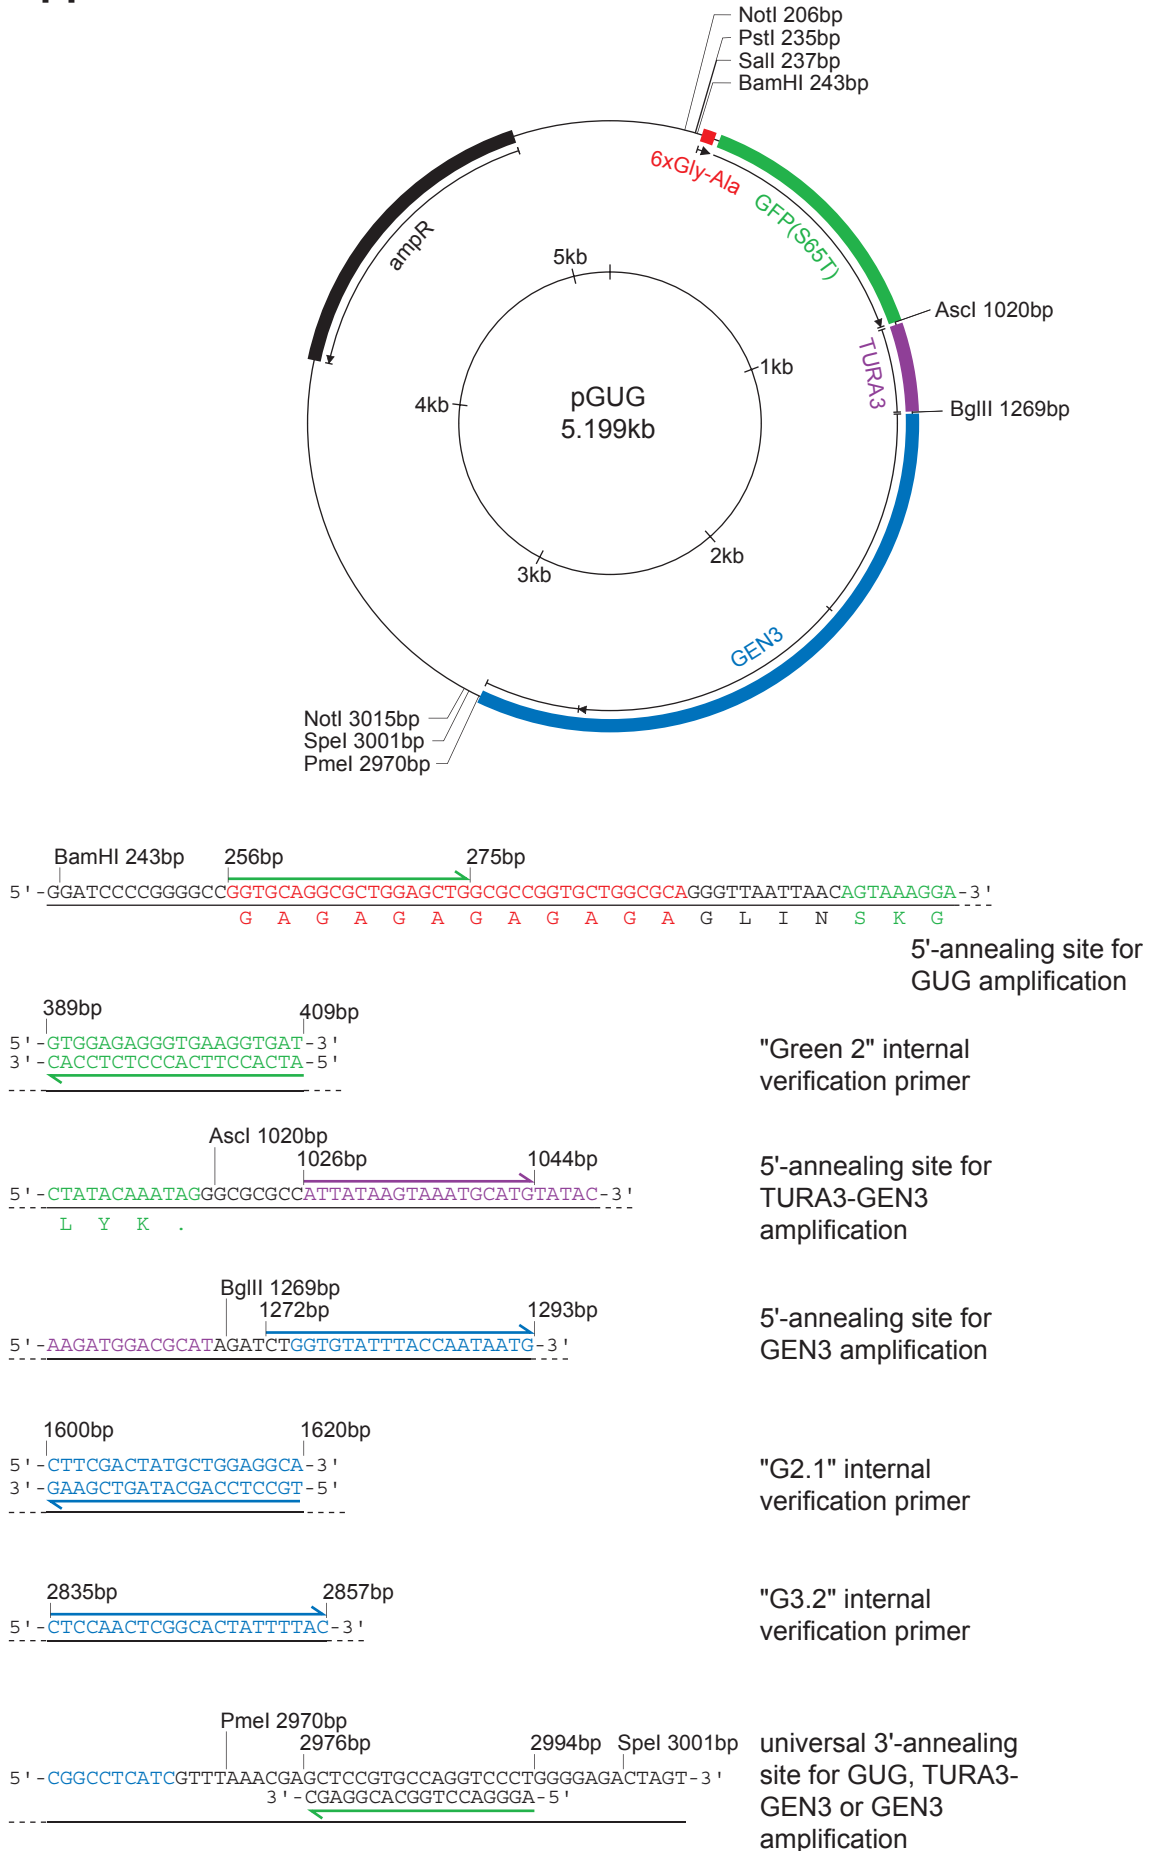 NotI 206bp
PstI 235bp
SalI 237bp
BamHI 243bp
6xGly-Ala
GFP(S65T)
ampR
5kb
AscI 1020bp
TURA3
1kb
pGUG
5.199kb
4kb
BglII 1269bp
2kb
3kb
GEN3
NotI 3015bp
SpeI 3001bp
PmeI 2970bp
BamHI 243bp 256bp 275bp
5'-GGATCCCCGGGGCCGGTGCAGGCGCTGGAGCTGGCGCCGGTGCTGGCGCAGGGTTAATTAACAGTAAAGGA-3'
G A G A G A G A G A G A G L I N S K G
5'-annealing site for
GUG amplification
389bp 409bp
5'-GTGGAGAGGGTGAAGGTGAT-3'
3'-CACCTCTCCCACTTCCACTA-5'
"Green 2" internal
verification primer
AscI 1020bp
1026bp 1044bp
5'-CTATACAAATAGGGCGCGCCATTATAAGTAAATGCATGTATAC-3'
L Y K .
5'-annealing site for
TURA3-GEN3
amplification
BglII 1269bp
1272bp 1293bp
5'-AAGATGGACGCATAGATCTGGTGTATTTACCAATAATG-3'
5'-annealing site for
GEN3 amplification
1600bp 1620bp
5'-CTTCGACTATGCTGGAGGCA-3'
3'-GAAGCTGATACGACCTCCGT-5'
"G2.1" internal
verification primer
2835bp 2857bp
5'-CTCCAACTCGGCACTATTTTAC-3'
"G3.2" internal
verification primer
PmeI 2970bp
2976bp 2994bp SpeI 3001bp
5'-CGGCCTCATCGTTTAAACGAGCTCCGTGCCAGGTCCCTGGGGAGACTAGT-3'
3'-CGAGGCACGGTCCAGGGA-5'
universal 3'-annealing
site for GUG, TURA3-
GEN3 or GEN3
amplification